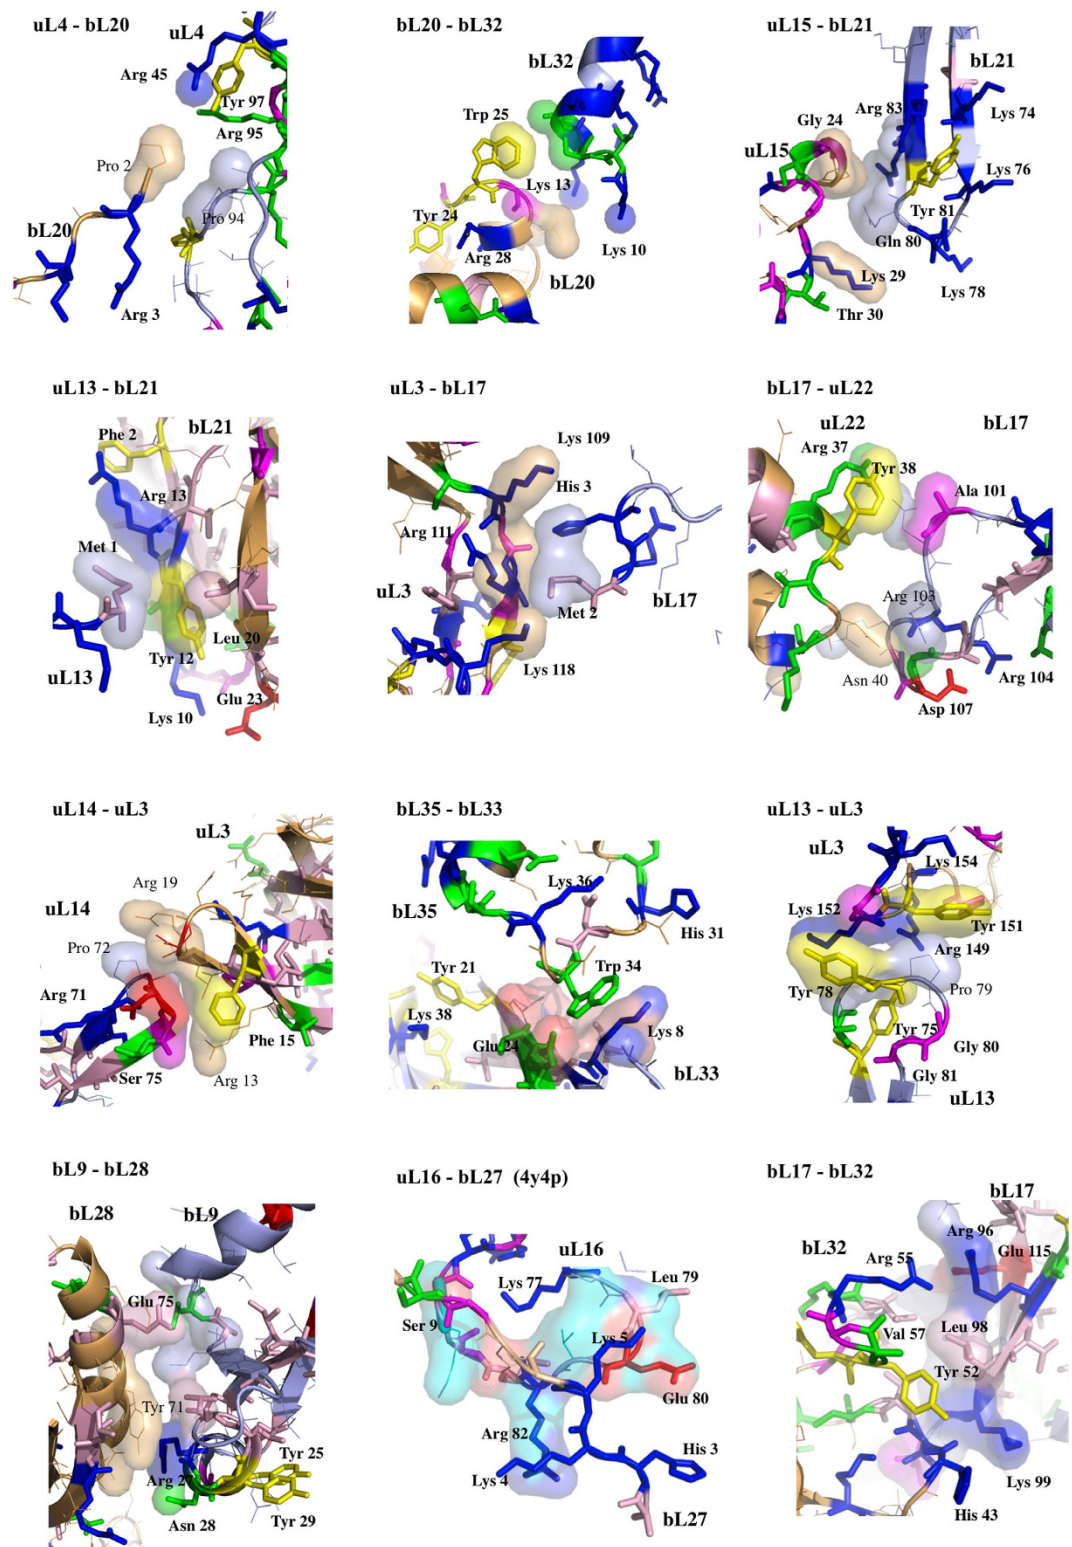 uL4 - bL20
uL4
Arg 45
Tyr 97
Arg 95
Pro 2
Pro 94
bL20
Arg 3
bL20 - bL32
bL32
Trp 25
Lys 13
Tyr 24
Arg 28
Lys 10
bL20
uL15 - bL21
bL21
Arg 83
Lys 74
Gly 24
uL15
Lys 76
Tyr 81
Gln 80
Lys 29
Lys 78
Thr 30
uL13 - bL21
Phe 2
bL21
Arg 13
Met 1
Leu 20
Tyr 12
uL13
Glu 23
Lys 10
uL3 - bL17
Lys 109
His 3
Arg 111
uL3
Met 2
bL17
Lys 118
bL17 - uL22
uL22
bL17
Arg 37
Tyr 38
Ala 101
Arg 103
Asn 40
Arg 104
Asp 107
uL14 - uL3
uL3
Arg 19
uL14
Pro 72
Arg 71
Phe 15
Ser 75
Arg 13
bL35 - bL33
Lys 36
bL35
His 31
Tyr 21
Trp 34
Lys 38
Lys 8
Glu 24
bL33
uL13 - uL3
uL3
Lys 154
Lys 152
Tyr 151
Arg 149
Tyr 78
Pro 79
Tyr 75
Gly 80
Gly 81
uL13
bL9 - bL28
bL28
bL9
Glu 75
Tyr 71
Tyr 25
Arg 27
Asn 28
Tyr 29
uL16 - bL27 (4y4p)
uL16
Lys 77
Leu 79
Ser 9
Lys 5
Glu 80
Arg 82
His 3
Lys 4
bL27
bL17 - bL32
bL17
Arg 96
bL32
Arg 55
Glu 115
Val 57
Leu 98
Tyr 52
Lys 99
His 43